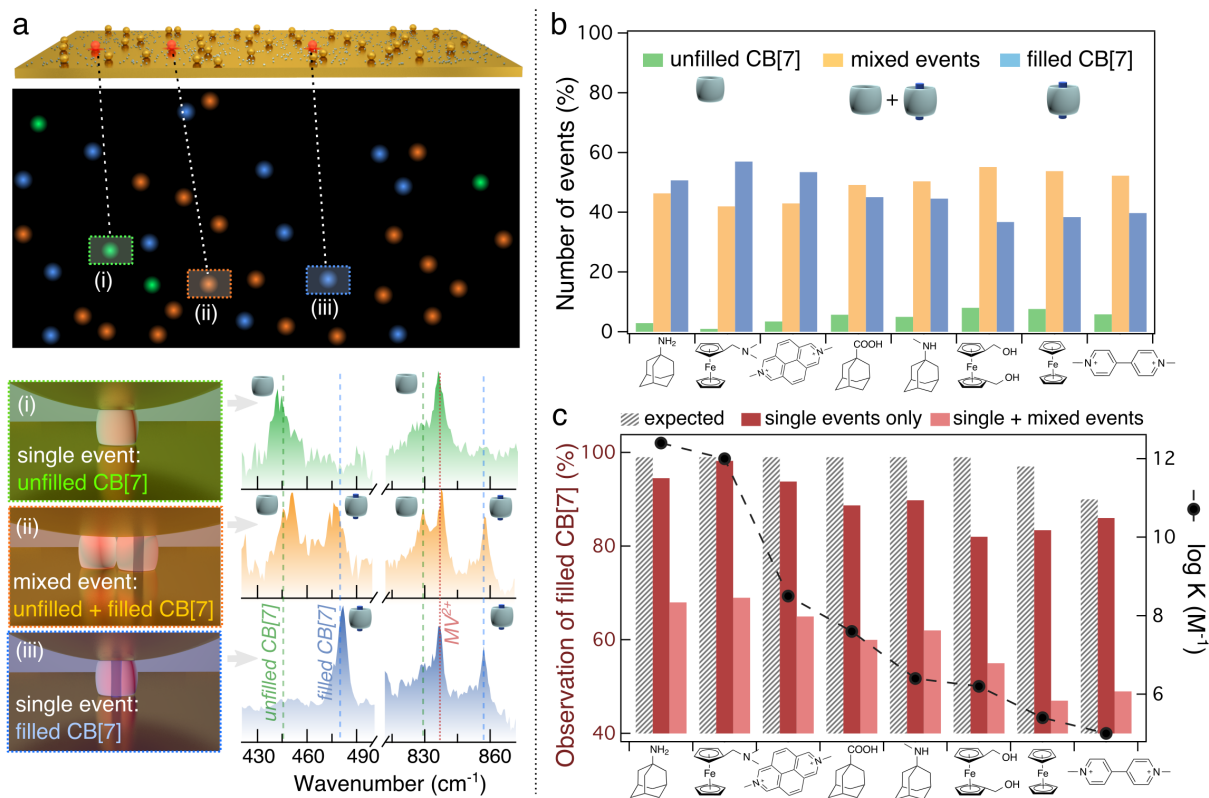 a
(i)
(ii)
(iii)
(i)
single event:
unfilled CB[7]
(ii)
mixed event:
unfilled + filled CB[7]
(iii)
single event:
filled CB[7]
unfilled CB[7]
filled CB[7]
MV²⁺
430 460 490 830 860
Wavenumber (cm⁻¹)
b
Number of events (%)
100
80
60
40
20
0
unfilled CB[7] mixed events filled CB[7]
+
NH₂
Fe N
N⁺ N⁺
COOH
NH
Fe OH OH
Fe
N⁺ N⁺
c
expected single events only single + mixed events
Observation of filled CB[7] (%)
100
80
60
40
log K (M⁻¹)
12
10
8
6
NH₂
Fe N
N⁺ N⁺
COOH
NH
Fe OH OH
Fe
N⁺ N⁺